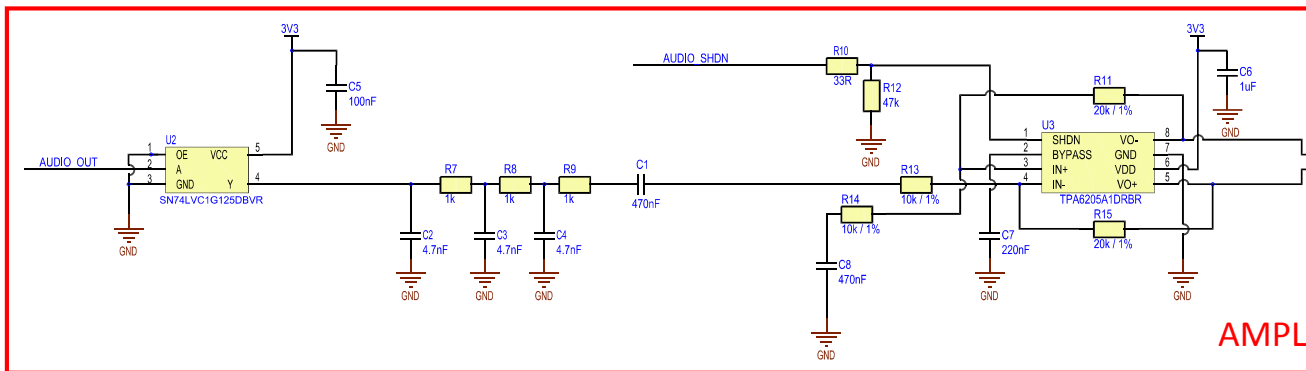 3V3
C5
100nF
GND
AUDIO_OUT
U2
1 OE VCC 5
2 A
3 GND Y 4
SN74LVC1G125DBVR
GND
R7
1k
R8
1k
R9
1k
C1
470nF
C2
4.7nF
GND
C3
4.7nF
GND
C4
4.7nF
GND
AUDIO_SHDN
R10
33R
R12
47k
GND
R13
10k / 1%
R14
10k / 1%
C8
470nF
GND
C7
220nF
GND
3V3
C6
1uF
GND
R11
20k / 1%
U3
1 SHDN VO- 8
2 BYPASS GND 7
3 IN+ VDD 6
4 IN- VO+ 5
TPA6205A1DRBR
R15
20k / 1%
GND
AMPL